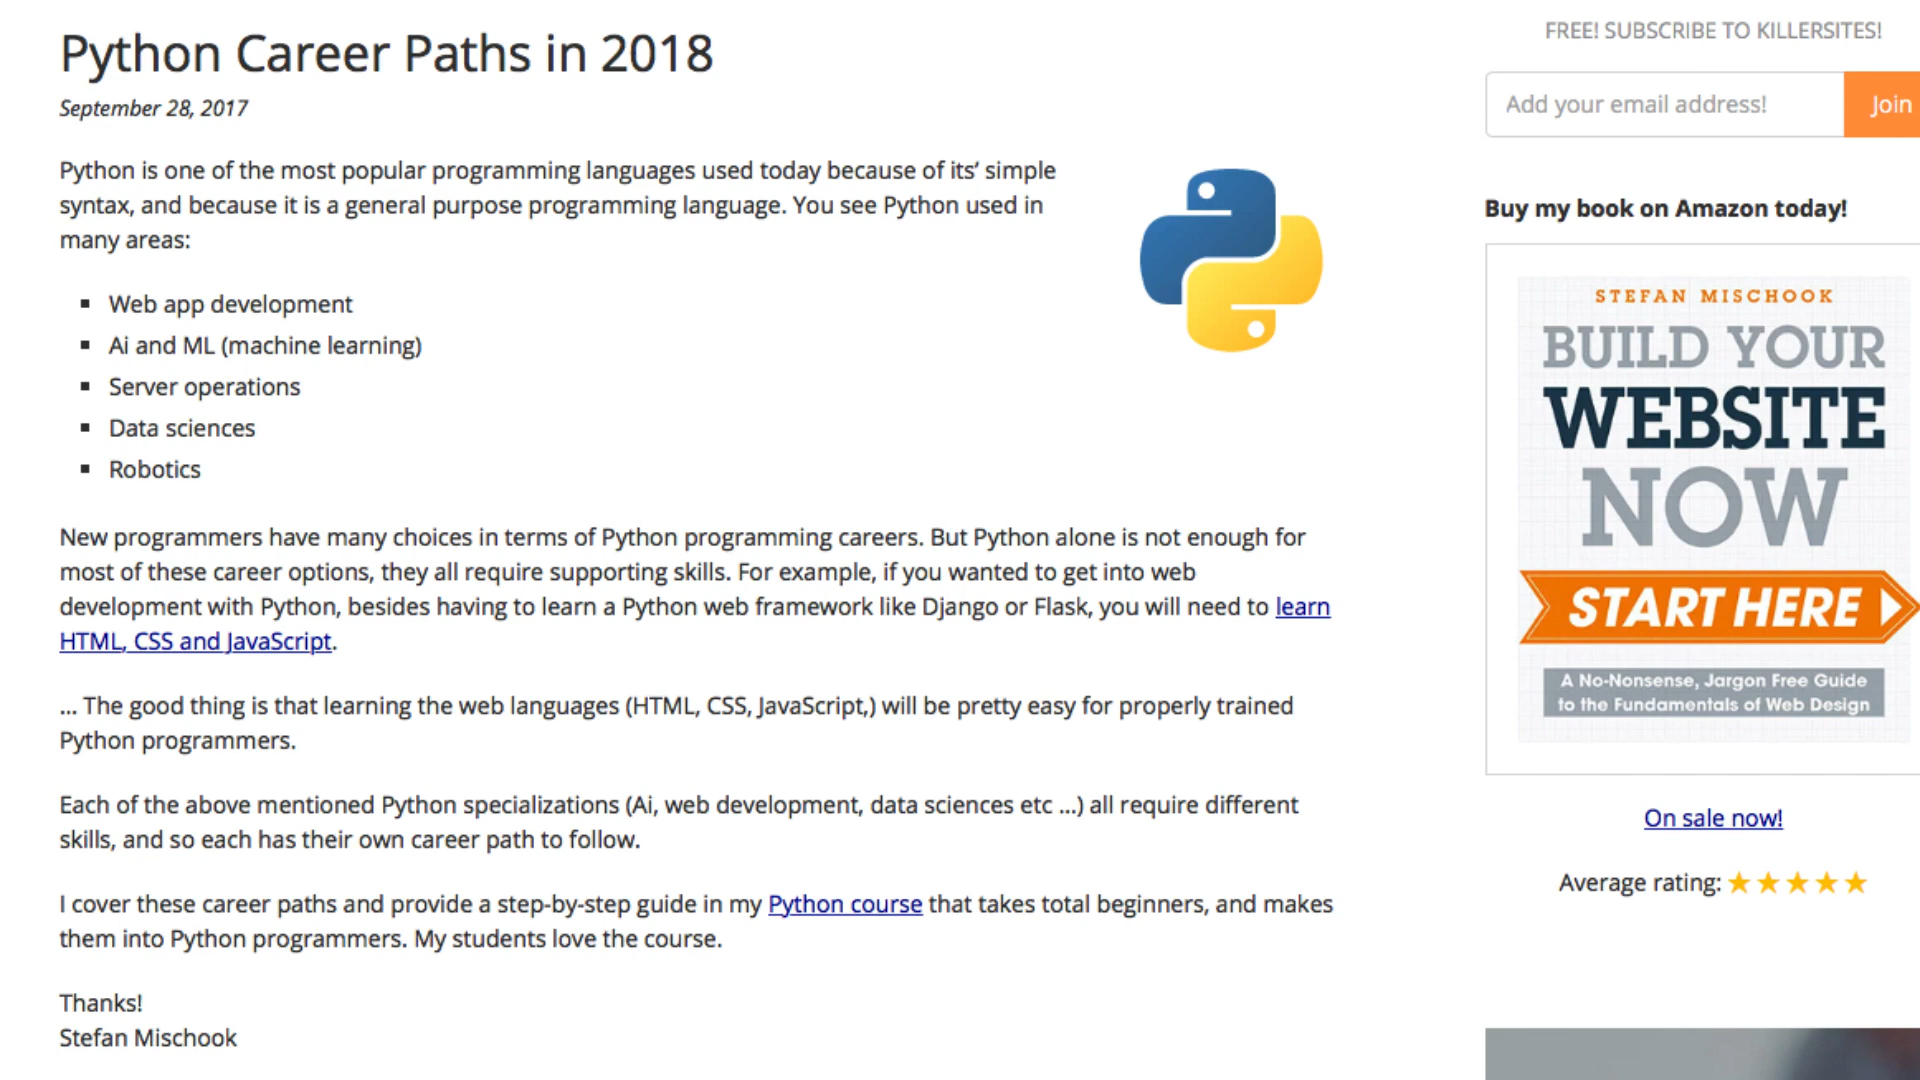 Python Career Paths in 2018
September 28, 2017
Python is one of the most popular programming languages used today because of its’ simple
syntax, and because it is a general purpose programming language. You see Python used in
many areas:
Web app development
Ai and ML (machine learning)
Server operations
Data sciences
Robotics
New programmers have many choices in terms of Python programming careers. But Python alone is not enough for
most of these career options, they all require supporting skills. For example, if you wanted to get into web
development with Python, besides having to learn a Python web framework like Django or Flask, you will need to learn
HTML, CSS and JavaScript.
... The good thing is that learning the web languages (HTML, CSS, JavaScript,) will be pretty easy for properly trained
Python programmers.
Each of the above mentioned Python specializations (Ai, web development, data sciences etc ...) all require different
skills, and so each has their own career path to follow.
I cover these career paths and provide a step-by-step guide in my Python course that takes total beginners, and makes
them into Python programmers. My students love the course.
Thanks!
Stefan Mischook
FREE! SUBSCRIBE TO KILLERSITES!
Add your email address!
Join
Buy my book on Amazon today!
STEFAN MISCHOOK
BUILD YOUR
WEBSITE
NOW
START HERE
A No-Nonsense, Jargon Free Guide
to the Fundamentals of Web Design
On sale now!
Average rating: